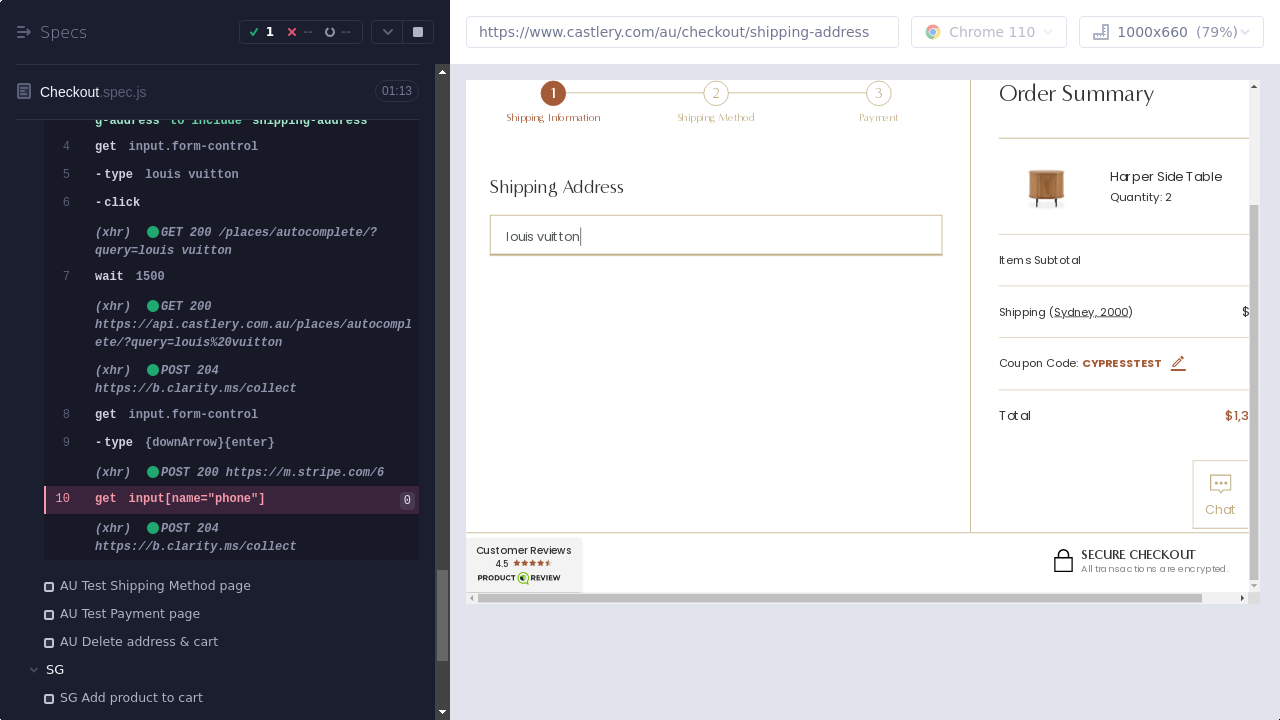 Specs
1
--
--
Checkout.spec.js
01:13
g-address to include shipping-address
4 get input.form-control
5 -type louis vuitton
6 -click
(xhr) GET 200 /places/autocomplete/?
query=louis vuitton
7 wait 1500
(xhr) GET 200
https://api.castlery.com.au/places/autocompl
ete/?query=louis%20vuitton
(xhr) POST 204
https://b.clarity.ms/collect
8 get input.form-control
9 -type {downArrow}{enter}
(xhr) POST 200 https://m.stripe.com/6
10 get input[name="phone"] 0
(xhr) POST 204
https://b.clarity.ms/collect
AU Test Shipping Method page
AU Test Payment page
AU Delete address & cart
SG
SG Add product to cart
https://www.castlery.com/au/checkout/shipping-address
Chrome 110
1000x660 (79%)
1 2 3
Shipping Information Shipping Method Payment
Shipping Address
louis vuitton
Order Summary
Harper Side Table
Quantity: 2
Items Subtotal
Shipping (Sydney, 2000) $
Coupon Code: CYPRESSTEST
Total $1,3
Chat
Customer Reviews
4.5
PRODUCT REVIEW
SECURE CHECKOUT
All transactions are encrypted.